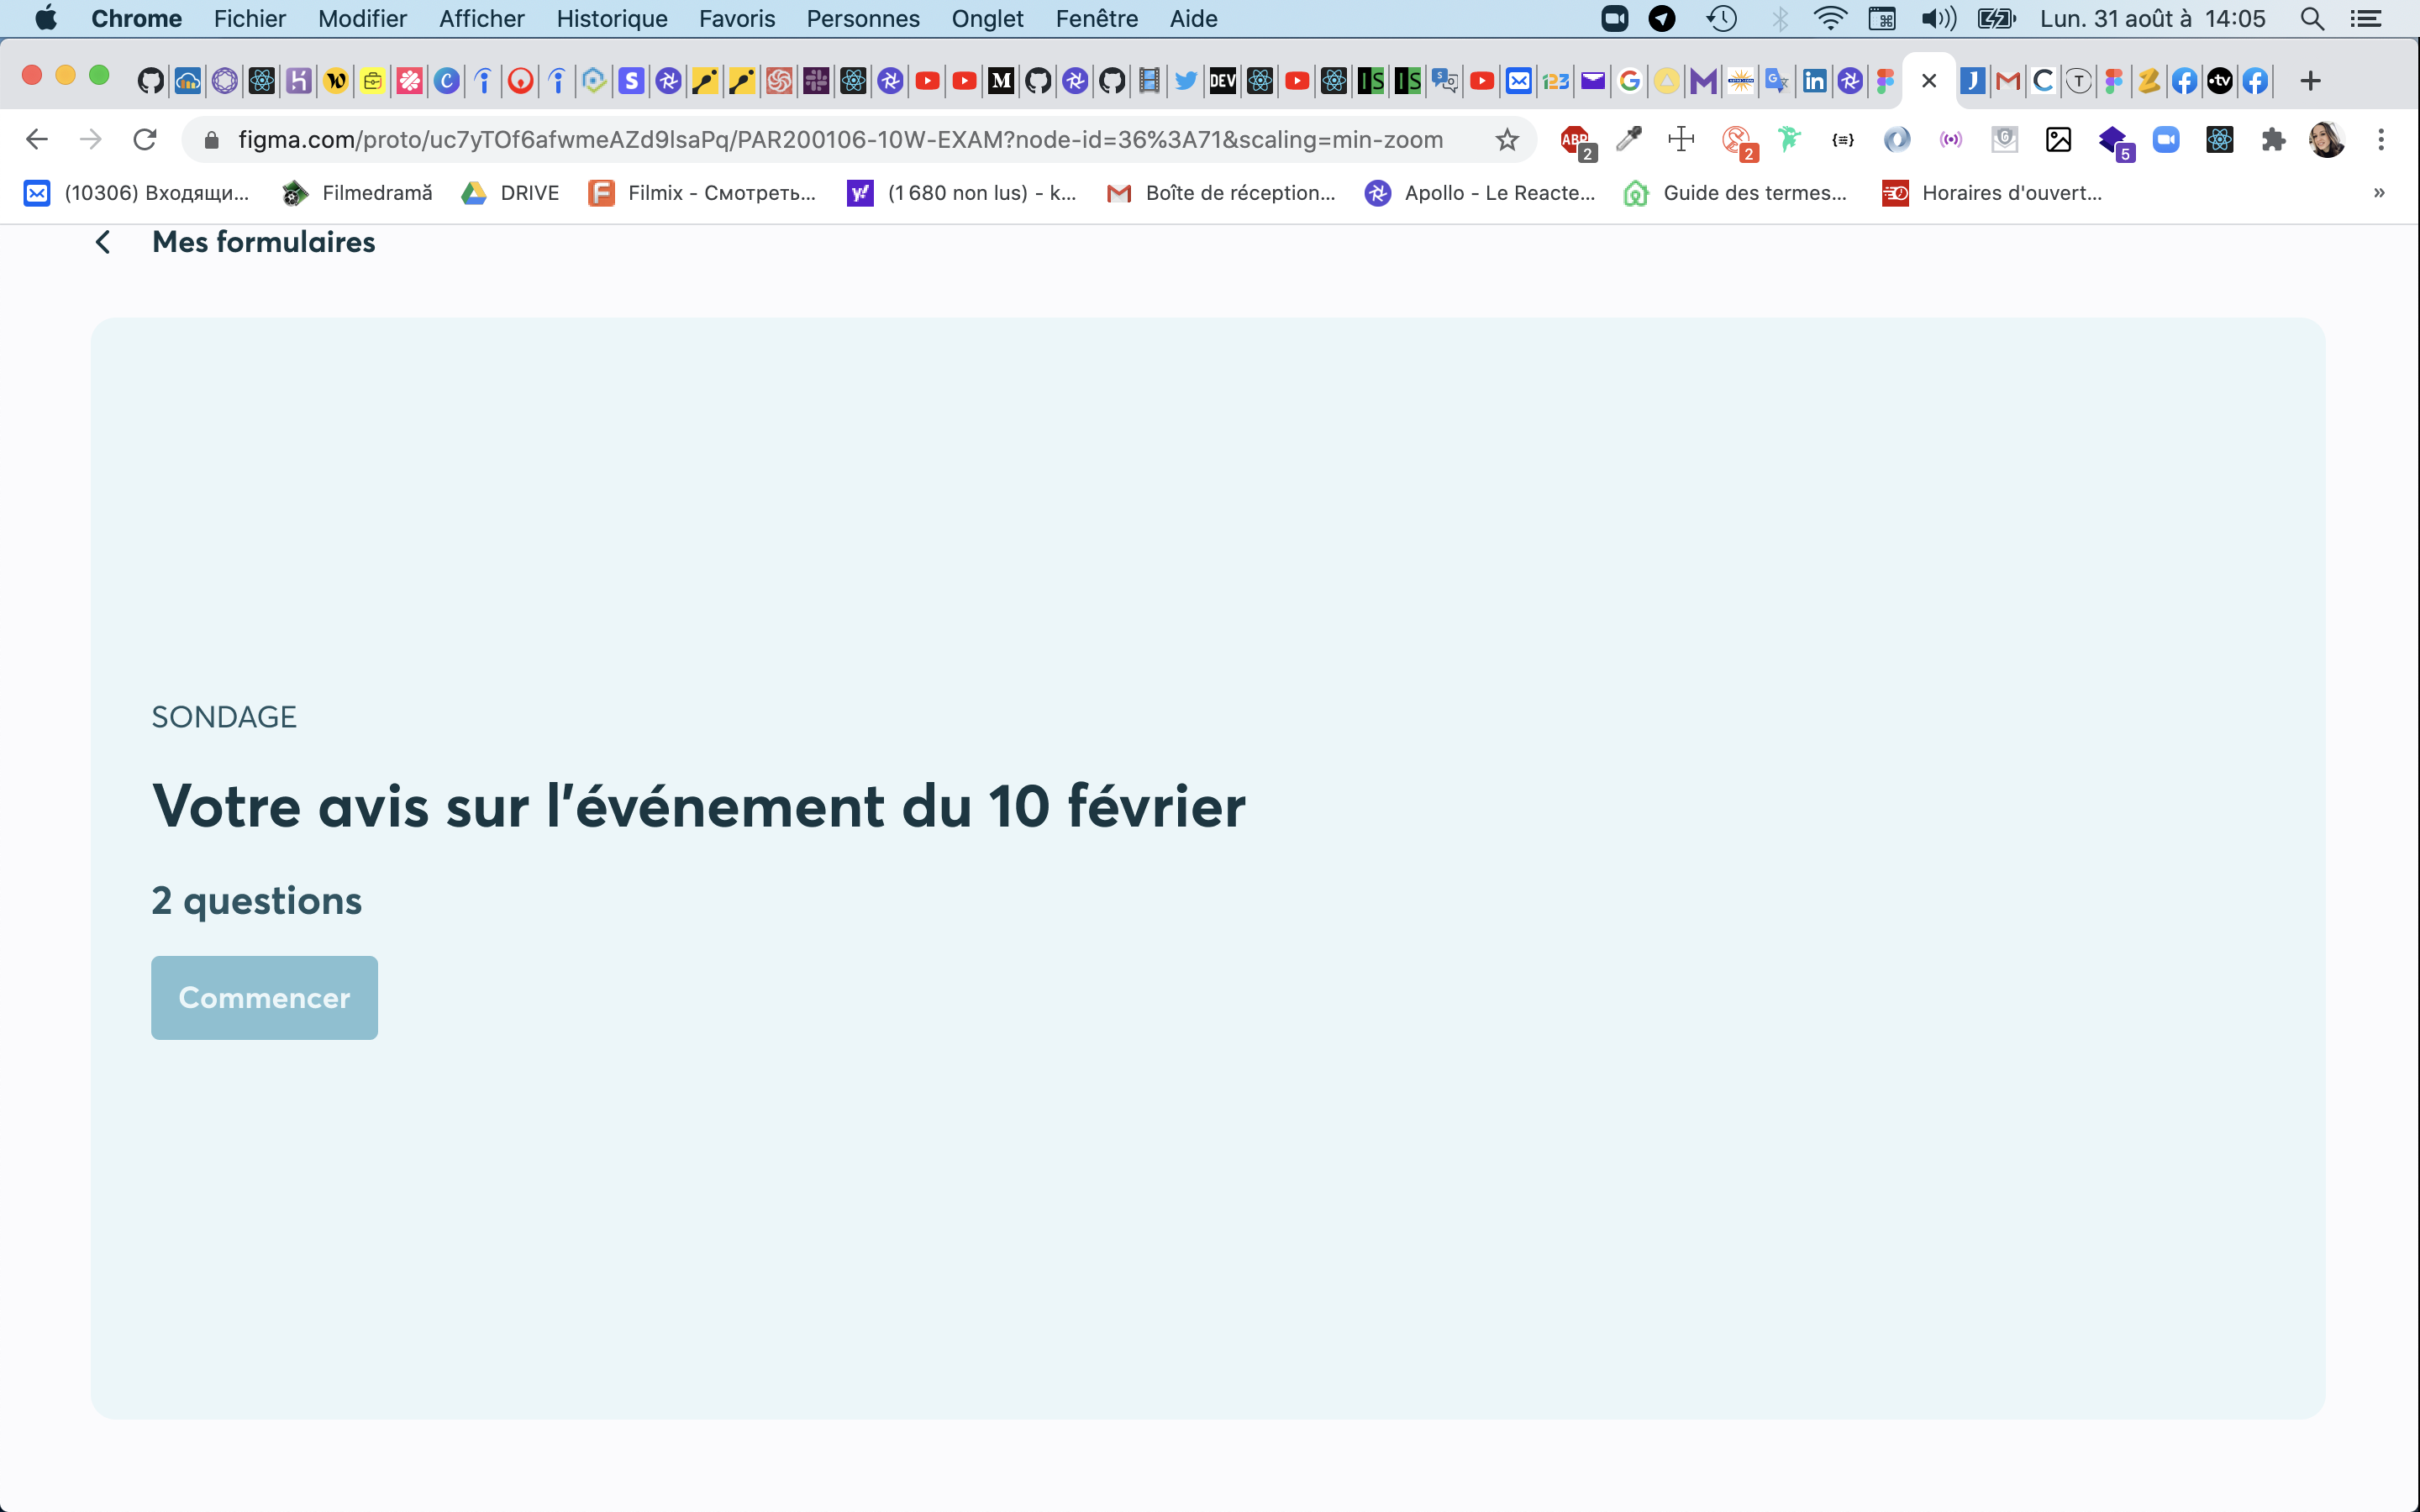 Chrome Fichier Modifier Afficher Historique Favoris Personnes Onglet Fenêtre Aide Lun. 31 août à 14:05
figma.com/proto/uc7yTOf6afwmeAZd9lsaPq/PAR200106-10W-EXAM?node-id=36%3A71&scaling=min-zoom
(10306) Входящи... Filmedramă DRIVE Filmix - Смотреть... (1 680 non lus) - k... Boîte de réception... Apollo - Le Reacte... Guide des termes... Horaires d'ouvert... »
Mes formulaires
SONDAGE
Votre avis sur l'événement du 10 février
2 questions
Commencer